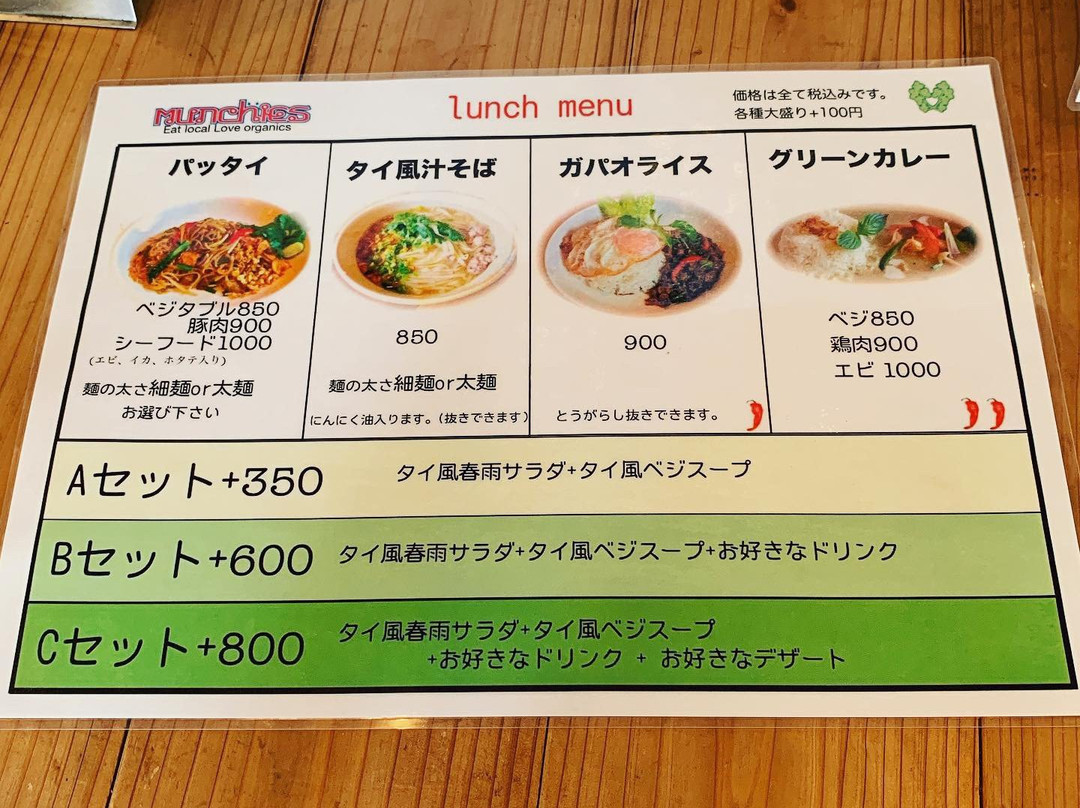 MUNCHIES
Eat local Love organics
lunch menu
価格は全て税込みです。
各種大盛り+100円
パッタイ
ベジタブル850
豚肉900
シーフード1000
(エビ、イカ、ホタテ入り)
麺の太さ細麺or太麺
お選び下さい
タイ風汁そば
850
麺の太さ細麺or太麺
にんにく油入ります。(抜きできます)
ガパオライス
900
とうがらし抜きできます。
グリーンカレー
ベジ850
鶏肉900
エビ 1000
Aセット+350 タイ風春雨サラダ+タイ風ベジスープ
Bセット+600 タイ風春雨サラダ+タイ風ベジスープ+お好きなドリンク
Cセット+800 タイ風春雨サラダ+タイ風ベジスープ
+お好きなドリンク + お好きなデザート